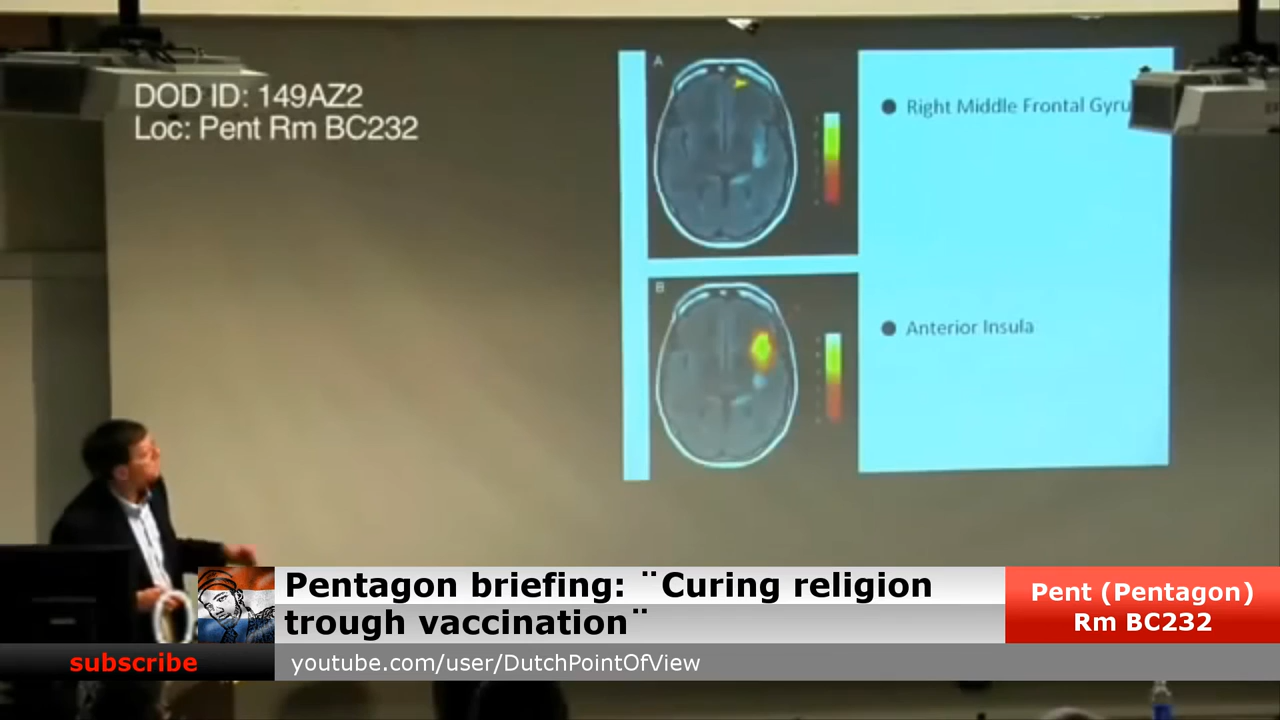 DOD ID: 149AZ2
Loc: Pent Rm BC232
A
Right Middle Frontal Gyru
B
Anterior Insula
Pentagon briefing: ¨Curing religion
trough vaccination¨
Pent (Pentagon)
Rm BC232
subscribe
youtube.com/user/DutchPointOfView